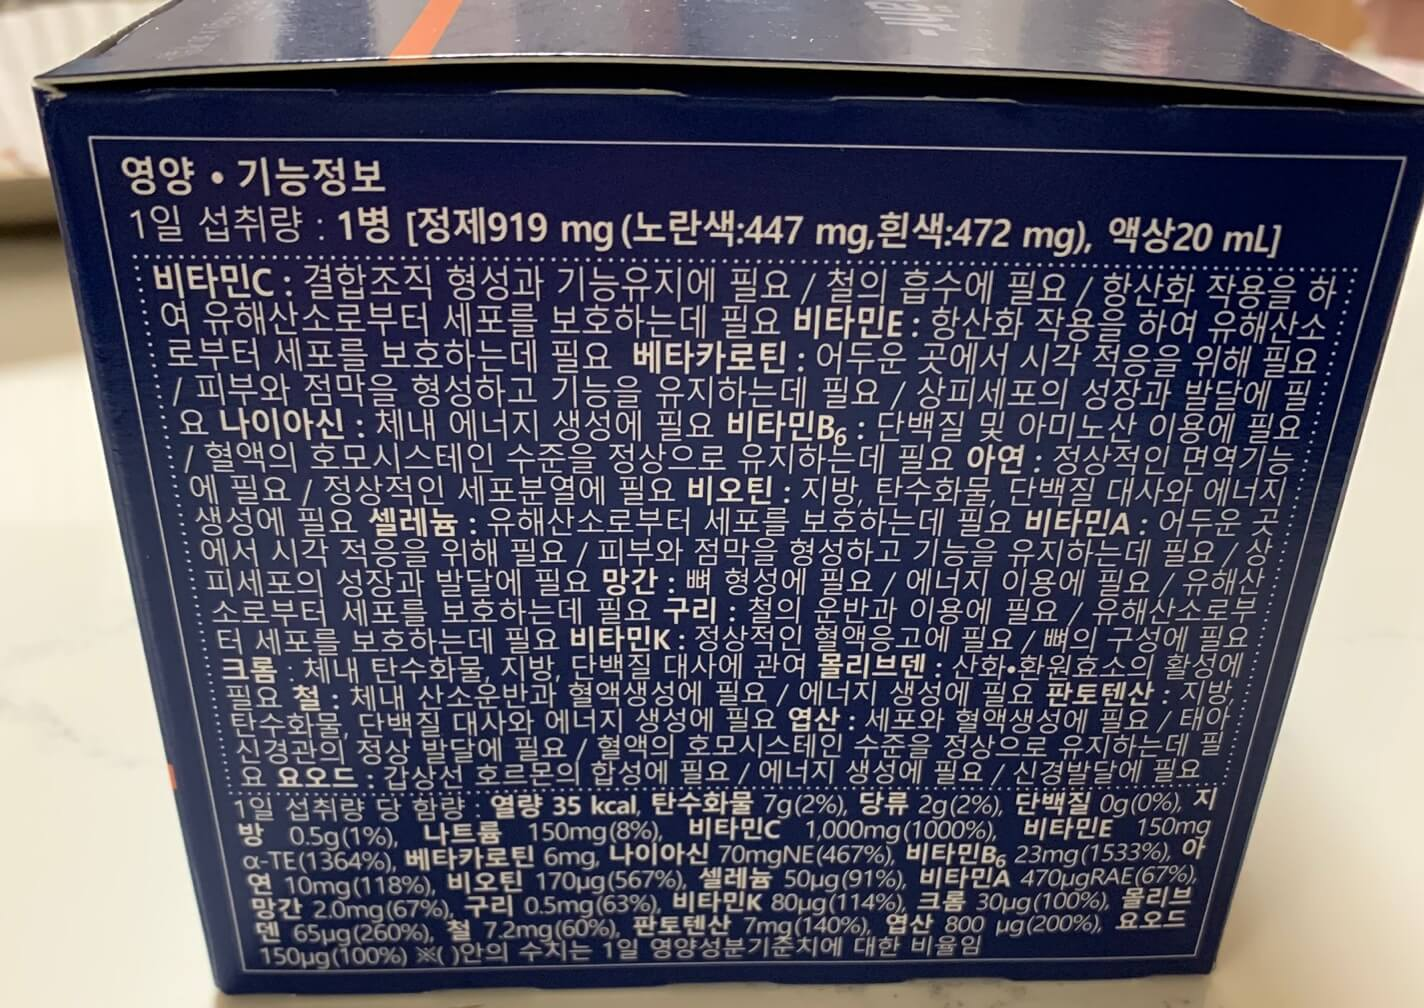 영양 • 기능정보
1일 섭취량 : 1병 [정제919 mg (노란색:447 mg,흰색:472 mg), 액상20 mL]
비타민C : 결합조직 형성과 기능유지에 필요 / 철의 흡수에 필요 / 항산화 작용을 하
여 유해산소로부터 세포를 보호하는데 필요 비타민E : 항산화 작용을 하여 유해산소
로부터 세포를 보호하는데 필요 베타카로틴 : 어두운 곳에서 시각 적응을 위해 필요
/ 피부와 점막을 형성하고 기능을 유지하는데 필요 / 상피세포의 성장과 발달에 필
요 나이아신 : 체내 에너지 생성에 필요 비타민B6 : 단백질 및 아미노산 이용에 필요
/ 혈액의 호모시스테인 수준을 정상으로 유지하는데 필요 아연 : 정상적인 면역기능
에 필요 / 정상적인 세포분열에 필요 비오틴 : 지방, 탄수화물, 단백질 대사와 에너지
생성에 필요 셀레늄 : 유해산소로부터 세포를 보호하는데 필요 비타민A : 어두운 곳
에서 시각 적응을 위해 필요 / 피부와 점막을 형성하고 기능을 유지하는데 필요 / 상
피세포의 성장과 발달에 필요 망간 : 뼈 형성에 필요 / 에너지 이용에 필요 / 유해산
소로부터 세포를 보호하는데 필요 구리 : 철의 운반과 이용에 필요 / 유해산소로부
터 세포를 보호하는데 필요 비타민K : 정상적인 혈액응고에 필요 / 뼈의 구성에 필요
크롬 : 체내 탄수화물, 지방, 단백질 대사에 관여 몰리브덴 : 산화•환원효소의 활성에
필요 철 : 체내 산소운반과 혈액생성에 필요 / 에너지 생성에 필요 판토텐산 : 지방,
탄수화물, 단백질 대사와 에너지 생성에 필요 엽산 : 세포와 혈액생성에 필요 / 태아
신경관의 정상 발달에 필요 / 혈액의 호모시스테인 수준을 정상으로 유지하는데 필
요 요오드 : 갑상선 호르몬의 합성에 필요 / 에너지 생성에 필요 / 신경발달에 필요
1일 섭취량 당 함량 : 열량 35 kcal, 탄수화물 7g(2%), 당류 2g(2%), 단백질 0g(0%), 지
방 0.5g(1%), 나트륨 150mg(8%), 비타민C 1,000mg(1000%), 비타민E 150mg
α-TE(1364%), 베타카로틴 6mg, 나이아신 70mgNE(467%), 비타민B6 23mg(1533%), 아
연 10mg(118%), 비오틴 170µg(567%), 셀레늄 50µg(91%), 비타민A 470µgRAE(67%),
망간 2.0mg(67%), 구리 0.5mg(63%), 비타민K 80µg(114%), 크롬 30µg(100%), 몰리브
덴 65µg(260%), 철 7.2mg(60%), 판토텐산 7mg(140%), 엽산 800 µg(200%), 요오드
150µg(100%) ※( )안의 수치는 1일 영양성분기준치에 대한 비율임